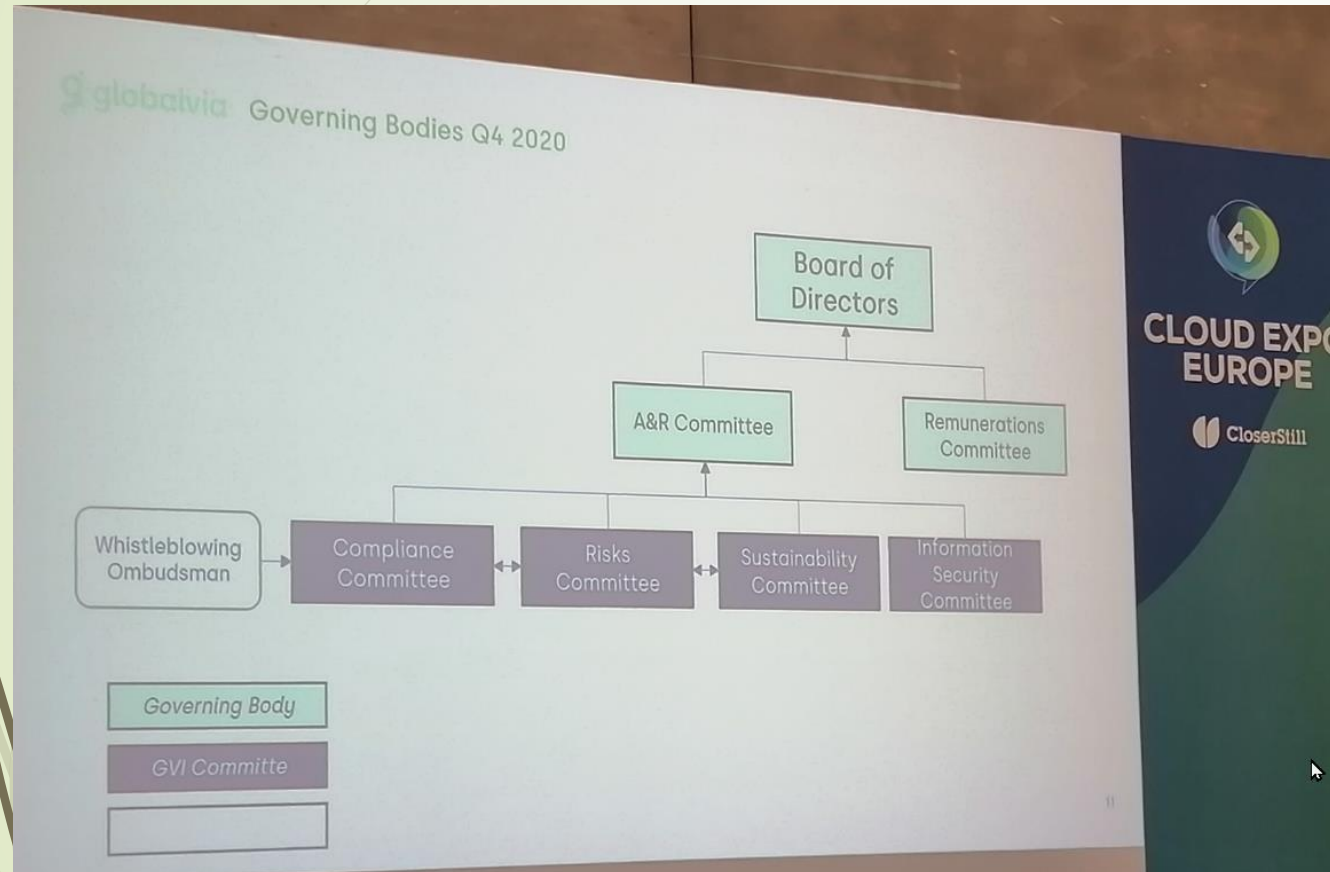 globalvia Governing Bodies Q4 2020
Board of
Directors
A&R Committee
Remunerations
Committee
Whistleblowing
Ombudsman
Compliance
Committee
Risks
Committee
Sustainability
Committee
Information
Security
Committee
Governing Body
GVI Committe
11
CLOUD EXPO
EUROPE
CloserStill